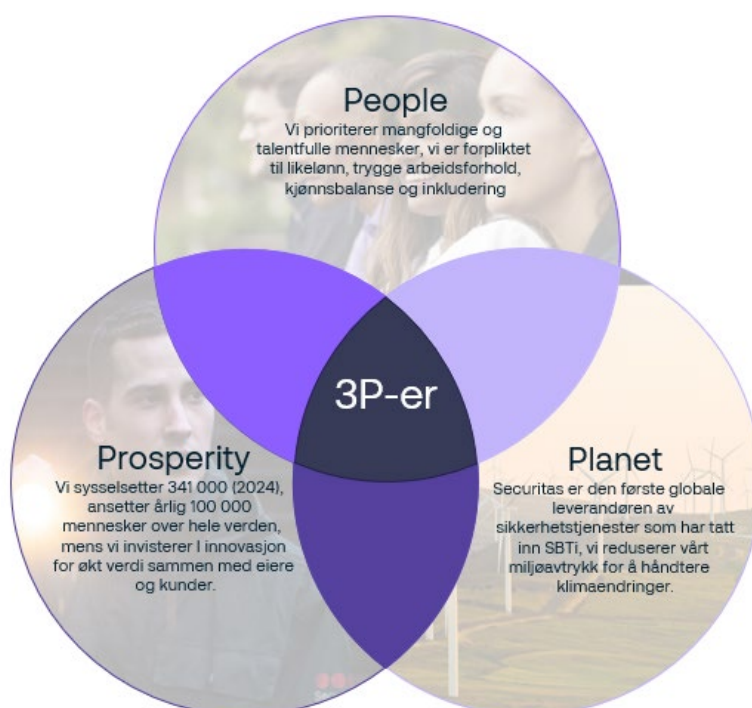 People
Vi prioriterer mangfoldige og
talentfulle mennesker, vi er forpliktet
til likelønn, trygge arbeidsforhold,
kjønnsbalanse og inkludering
3P-er
Prosperity
Vi sysselsetter 341 000 (2024),
ansetter årlig 100 000
mennesker over hele verden,
mens vi invisterer I innovasjon
for økt verdi sammen med eiere
og kunder.
Planet
Securitas er den første globale
leverandøren av
sikkerhetstjenester som har tatt
inn SBTi, vi reduserer vårt
miljøavtrykk for å håndtere
klimaendringer.